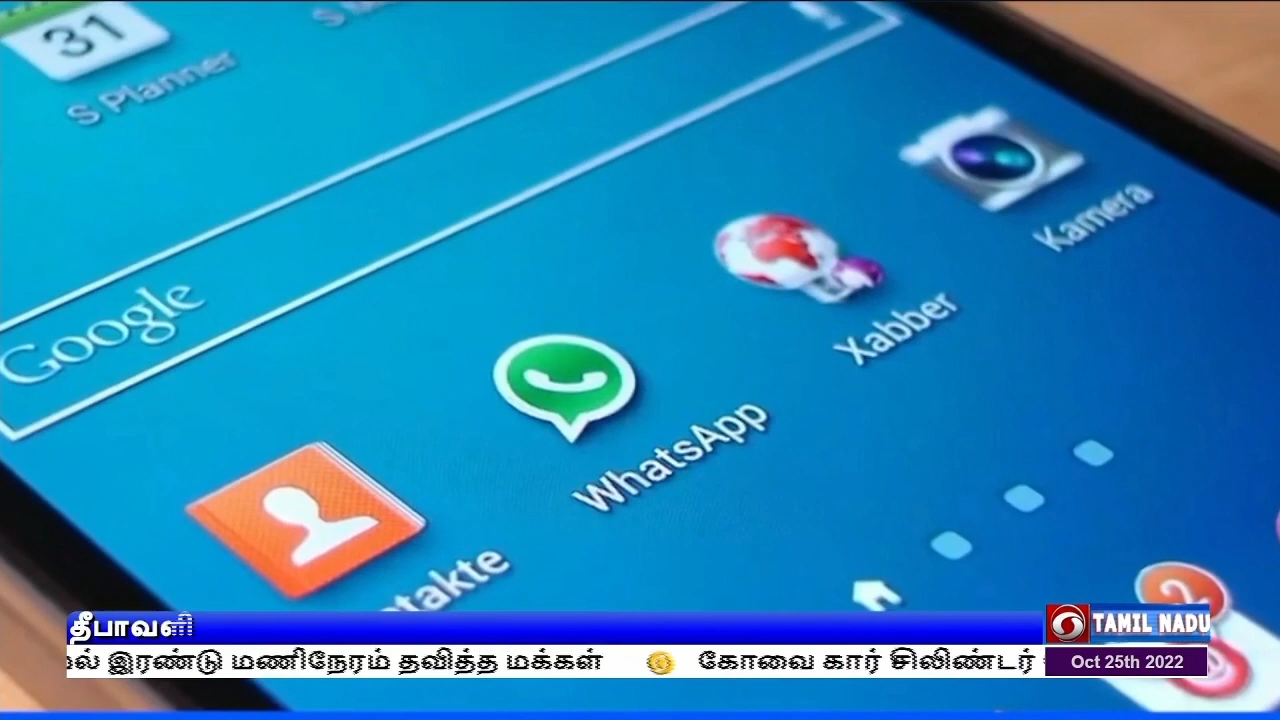 31
S Planner
Google
Kamera
Xabber
WhatsApp
2
தீபாவளி
TAMIL NADU
இரண்டு மணிநேரம் தவித்த மக்கள் கோவை கார் சிலிண்டர்
Oct 25th 2022